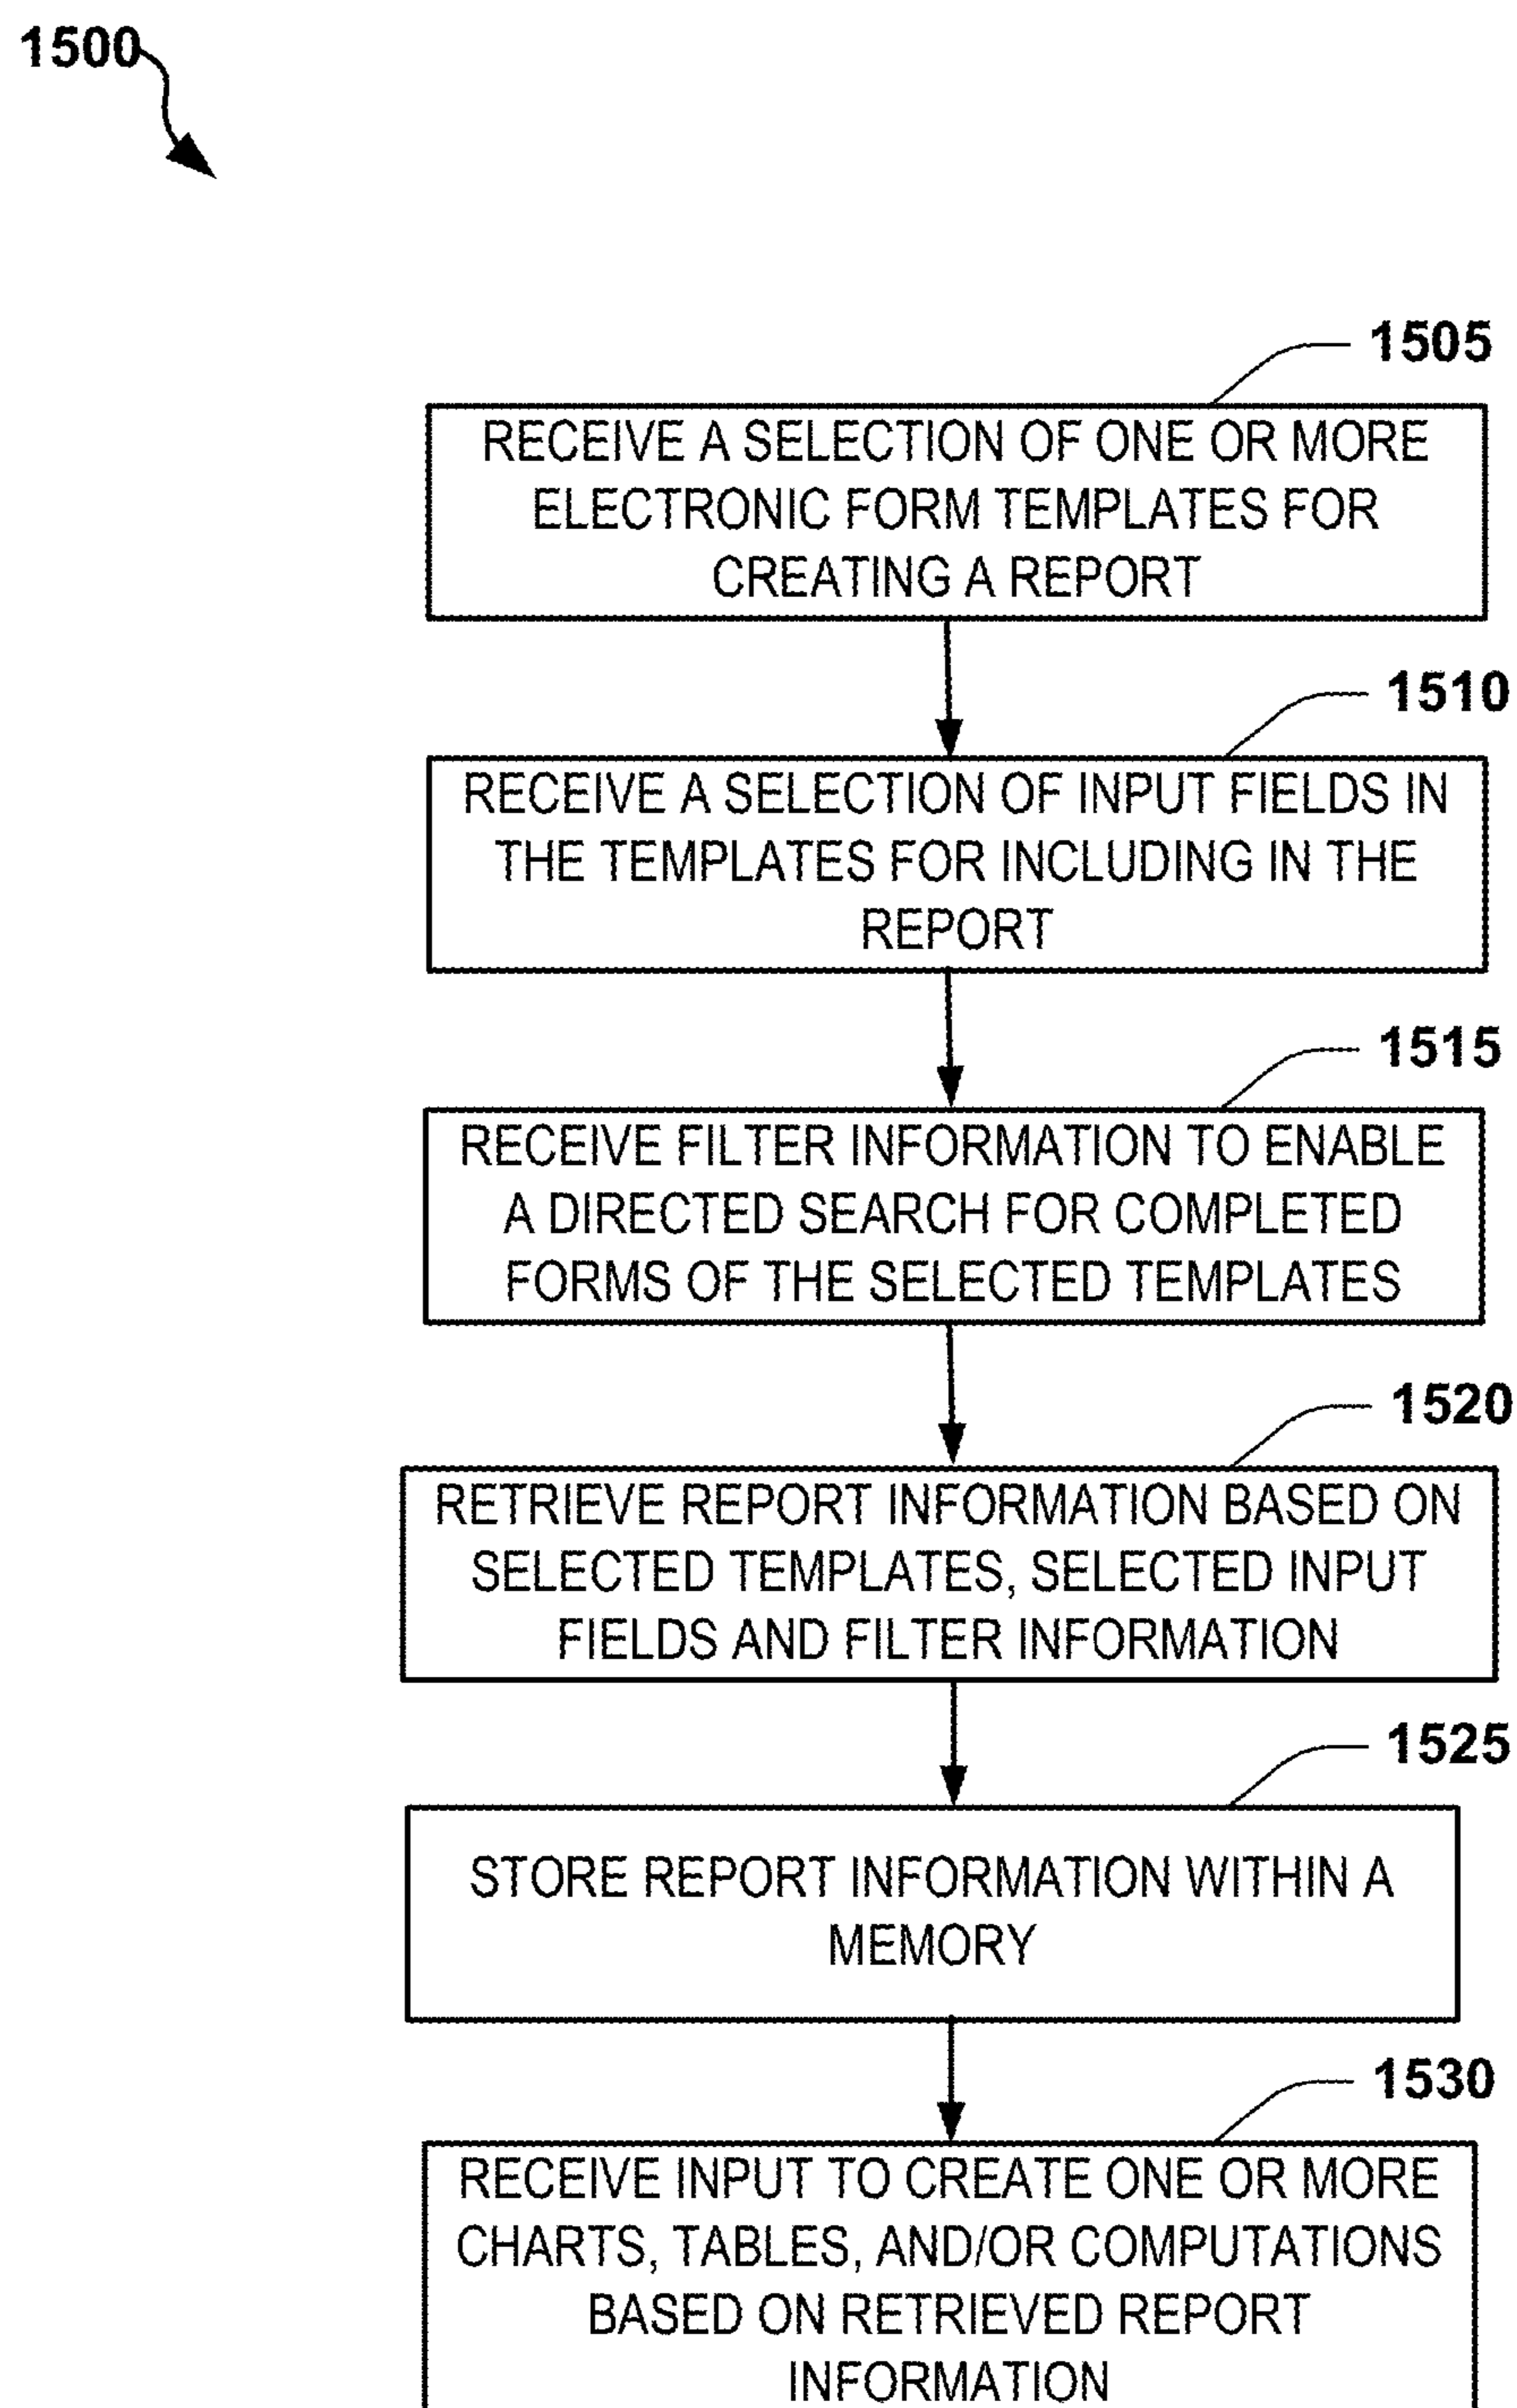 1500
1505
RECEIVE A SELECTION OF ONE OR MORE
ELECTRONIC FORM TEMPLATES FOR
CREATING A REPORT
1510
RECEIVE A SELECTION OF INPUT FIELDS IN
THE TEMPLATES FOR INCLUDING IN THE
REPORT
1515
RECEIVE FILTER INFORMATION TO ENABLE
A DIRECTED SEARCH FOR COMPLETED
FORMS OF THE SELECTED TEMPLATES
1520
RETRIEVE REPORT INFORMATION BASED ON
SELECTED TEMPLATES, SELECTED INPUT
FIELDS AND FILTER INFORMATION
1525
STORE REPORT INFORMATION WITHIN A
MEMORY
1530
RECEIVE INPUT TO CREATE ONE OR MORE
CHARTS, TABLES, AND/OR COMPUTATIONS
BASED ON RETRIEVED REPORT
INFORMATION